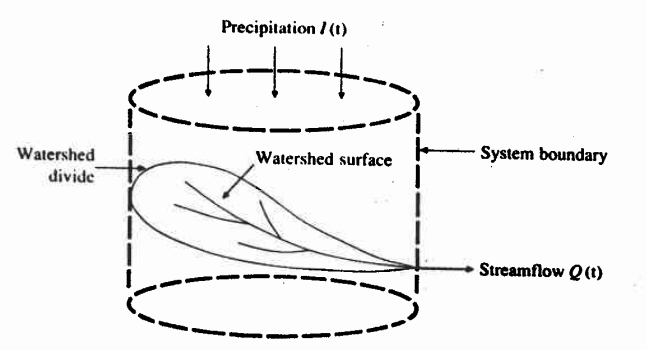 Precipitation I(t)
Watershed
divide
Watershed surface
System boundary
Streamflow Q(t)